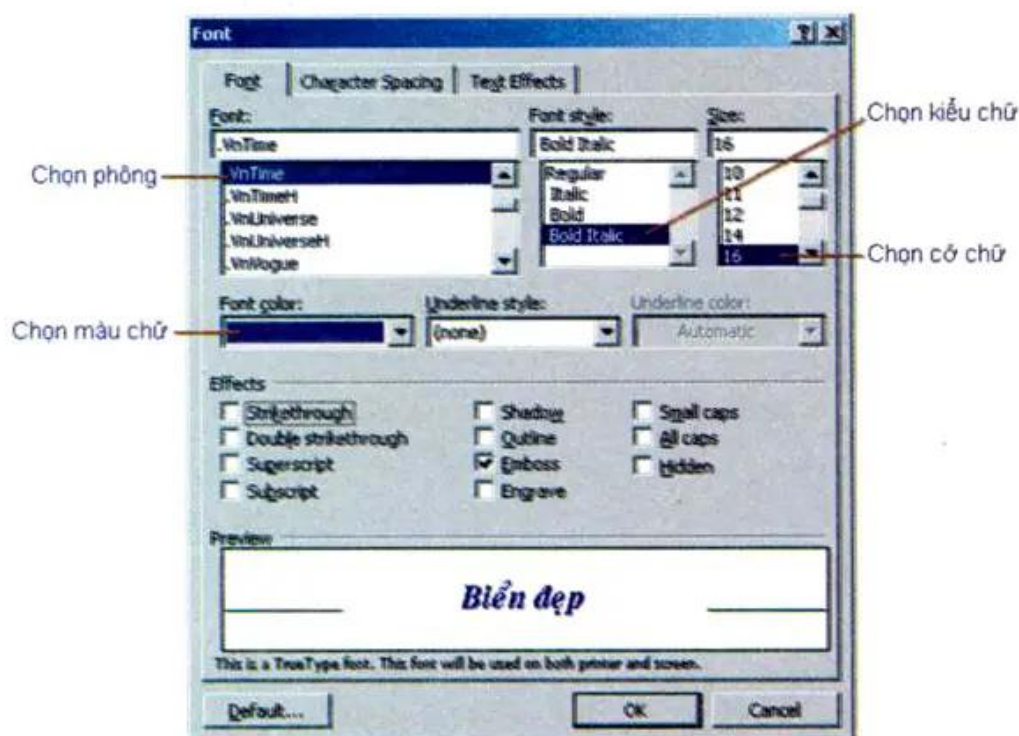 Font
Font Character Spacing Text Effects
Font: Font style: Size:
.VnTime Bold Italic 16
.VnTime Regular 10
.VnTimeH Italic 11
.VnUniverse Bold 12
.VnUniverseH Bold Italic 14
.VnVogue 16
Chọn phông
Chọn kiểu chữ
Chọn cỡ chữ
Font color: Underline style: Underline color:
Chọn màu chữ
(none) Automatic
Effects
Strikethrough Shadow Small caps
Double strikethrough Outline All caps
Superscript Emboss Hidden
Subscript Engrave
Preview
Biển đẹp
This is a TrueType font. This font will be used on both printer and screen.
Default... OK Cancel